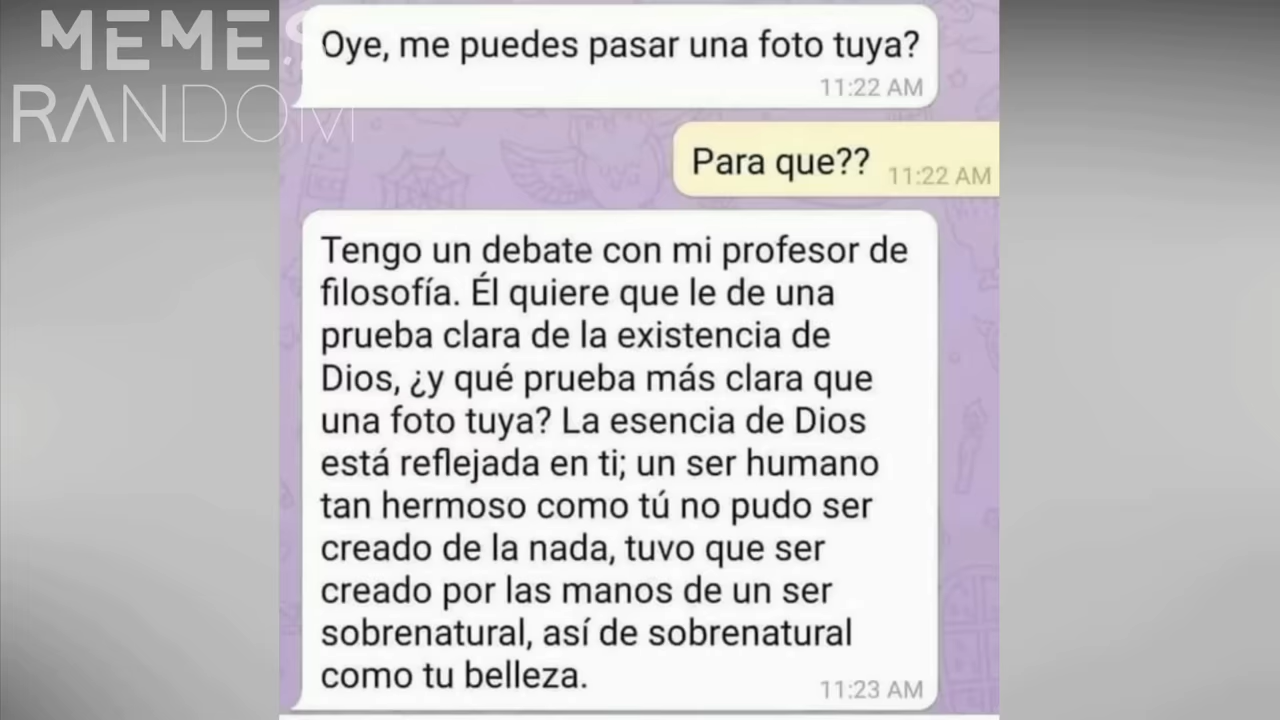 MEMES
RANDOM
Oye, me puedes pasar una foto tuya?
11:22 AM
Para que??
11:22 AM
Tengo un debate con mi profesor de
filosofía. Él quiere que le de una
prueba clara de la existencia de
Dios, ¿y qué prueba más clara que
una foto tuya? La esencia de Dios
está reflejada en ti; un ser humano
tan hermoso como tú no pudo ser
creado de la nada, tuvo que ser
creado por las manos de un ser
sobrenatural, así de sobrenatural
como tu belleza.
11:23 AM